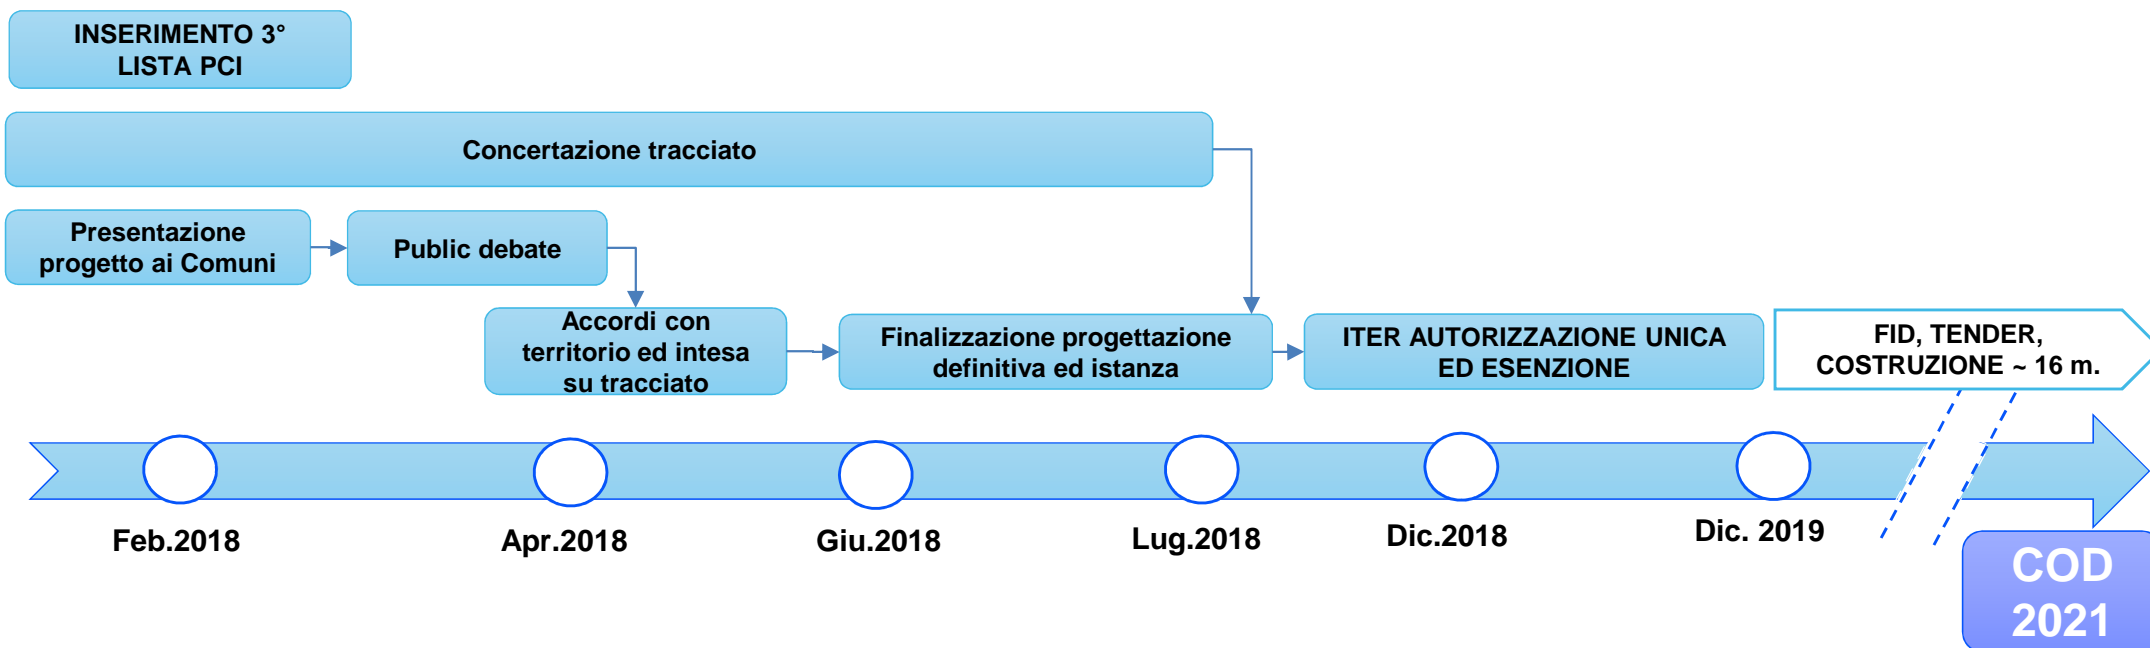 INSERIMENTO 3°
LISTA PCI
Concertazione tracciato
Presentazione
progetto ai Comuni
Public debate
Accordi con
territorio ed intesa
su tracciato
Finalizzazione progettazione
definitiva ed istanza
ITER AUTORIZZAZIONE UNICA
ED ESENZIONE
FID, TENDER,
COSTRUZIONE ~ 16 m.
Feb.2018
Apr.2018
Giu.2018
Lug.2018
Dic.2018
Dic. 2019
COD
2021